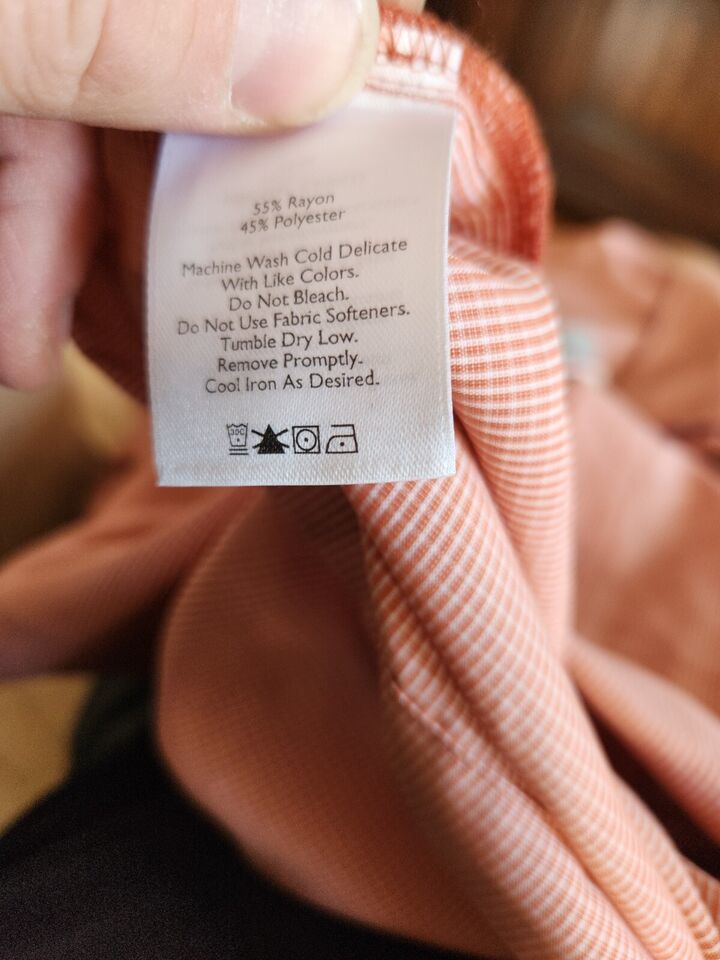 55% Rayon
45% Polyester
Machine Wash Cold Delicate
With Like Colors.
Do Not Bleach.
Do Not Use Fabric Softeners.
Tumble Dry Low.
Remove Promptly.
Cool Iron As Desired.
30C